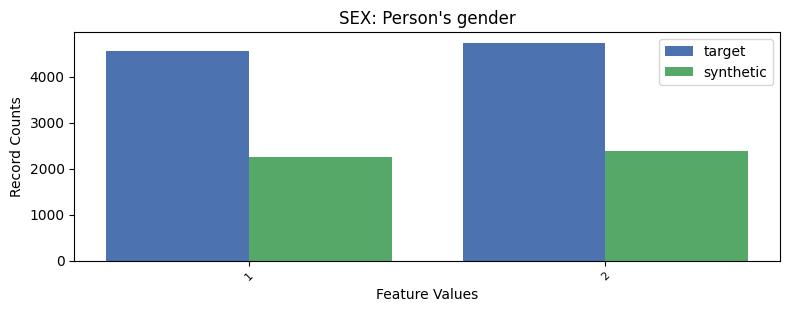 SEX: Person's gender
target
synthetic
Record Counts
4000
3000
2000
1000
0
1
2
Feature Values